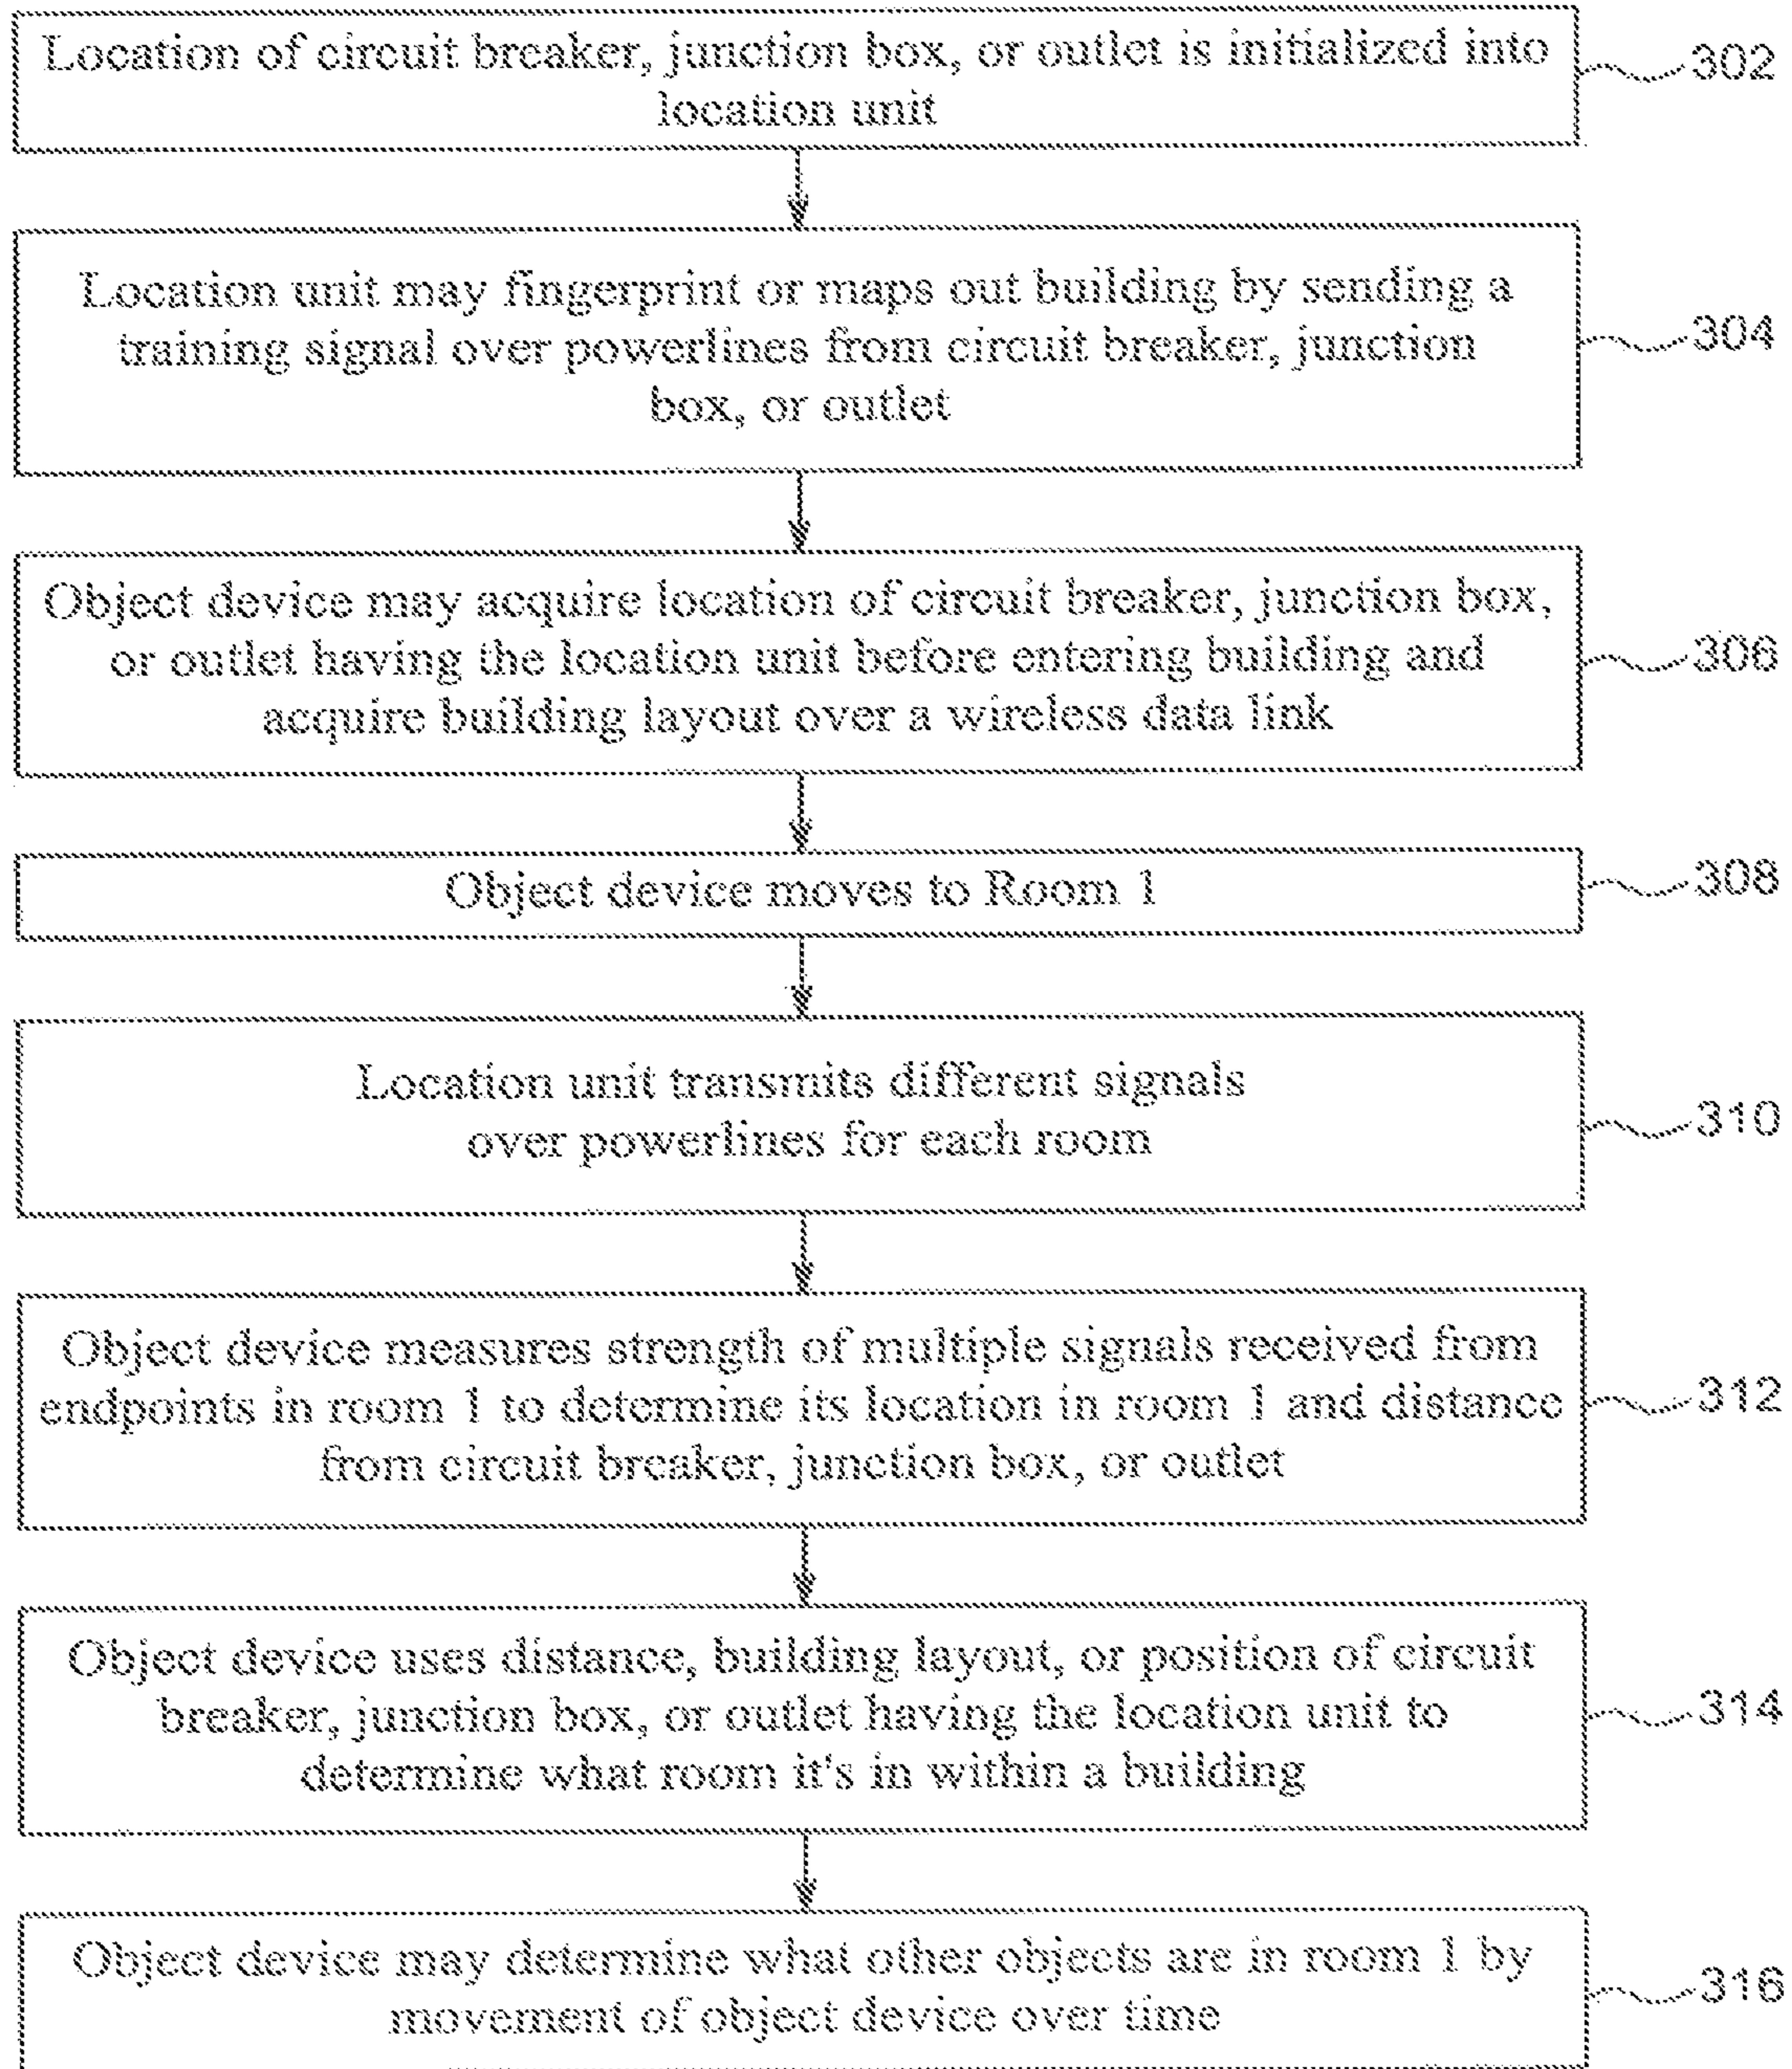 Location of circuit breaker, junction box, or outlet is initialized into
location unit
302
Location unit may fingerprint or maps out building by sending a
training signal over powerlines from circuit breaker, junction
box, or outlet
304
Object device may acquire location of circuit breaker, junction box,
or outlet having the location unit before entering building and
acquire building layout over a wireless data link
306
Object device moves to Room 1
308
Location unit transmits different signals
over powerlines for each room
310
Object device measures strength of multiple signals received from
endpoints in room 1 to determine its location in room 1 and distance
from circuit breaker, junction box, or outlet
312
Object device uses distance, building layout, or position of circuit
breaker, junction box, or outlet having the location unit to
determine what room it's in within a building
314
Object device may determine what other objects are in room 1 by
movement of object device over time
316